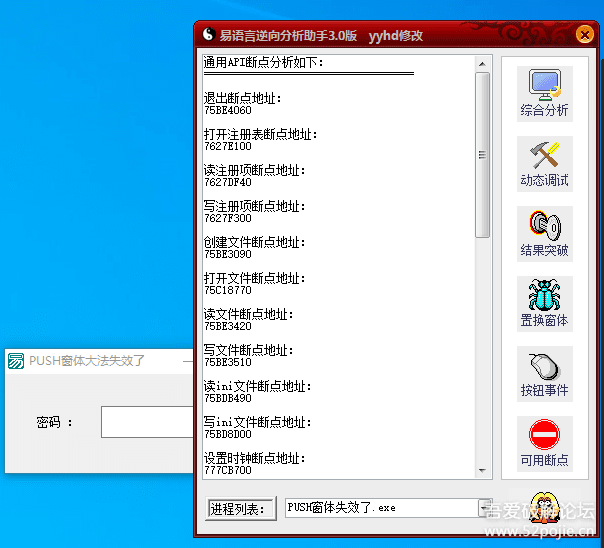 易语言逆向分析助手3.0版 yyhd修改
通用API断点分析如下：
退出断点地址：
75BE4060
打开注册表断点地址：
7627E100
读注册项断点地址：
7627DF40
写注册项断点地址：
7627F300
创建文件断点地址：
75BE3090
打开文件断点地址：
75C18770
读文件断点地址：
75BE3420
写文件断点地址：
75BE3510
读ini文件断点地址：
75BDB490
写ini文件断点地址：
75BD8D00
设置时钟断点地址：
777CB700
综合分析
动态调试
结果突破
置换窗体
按钮事件
可用断点
进程列表：
PUSH窗体失效了.exe
易
PUSH窗体大法失效了
密码 ：
吾爱破解论坛
www.52pojie.cn